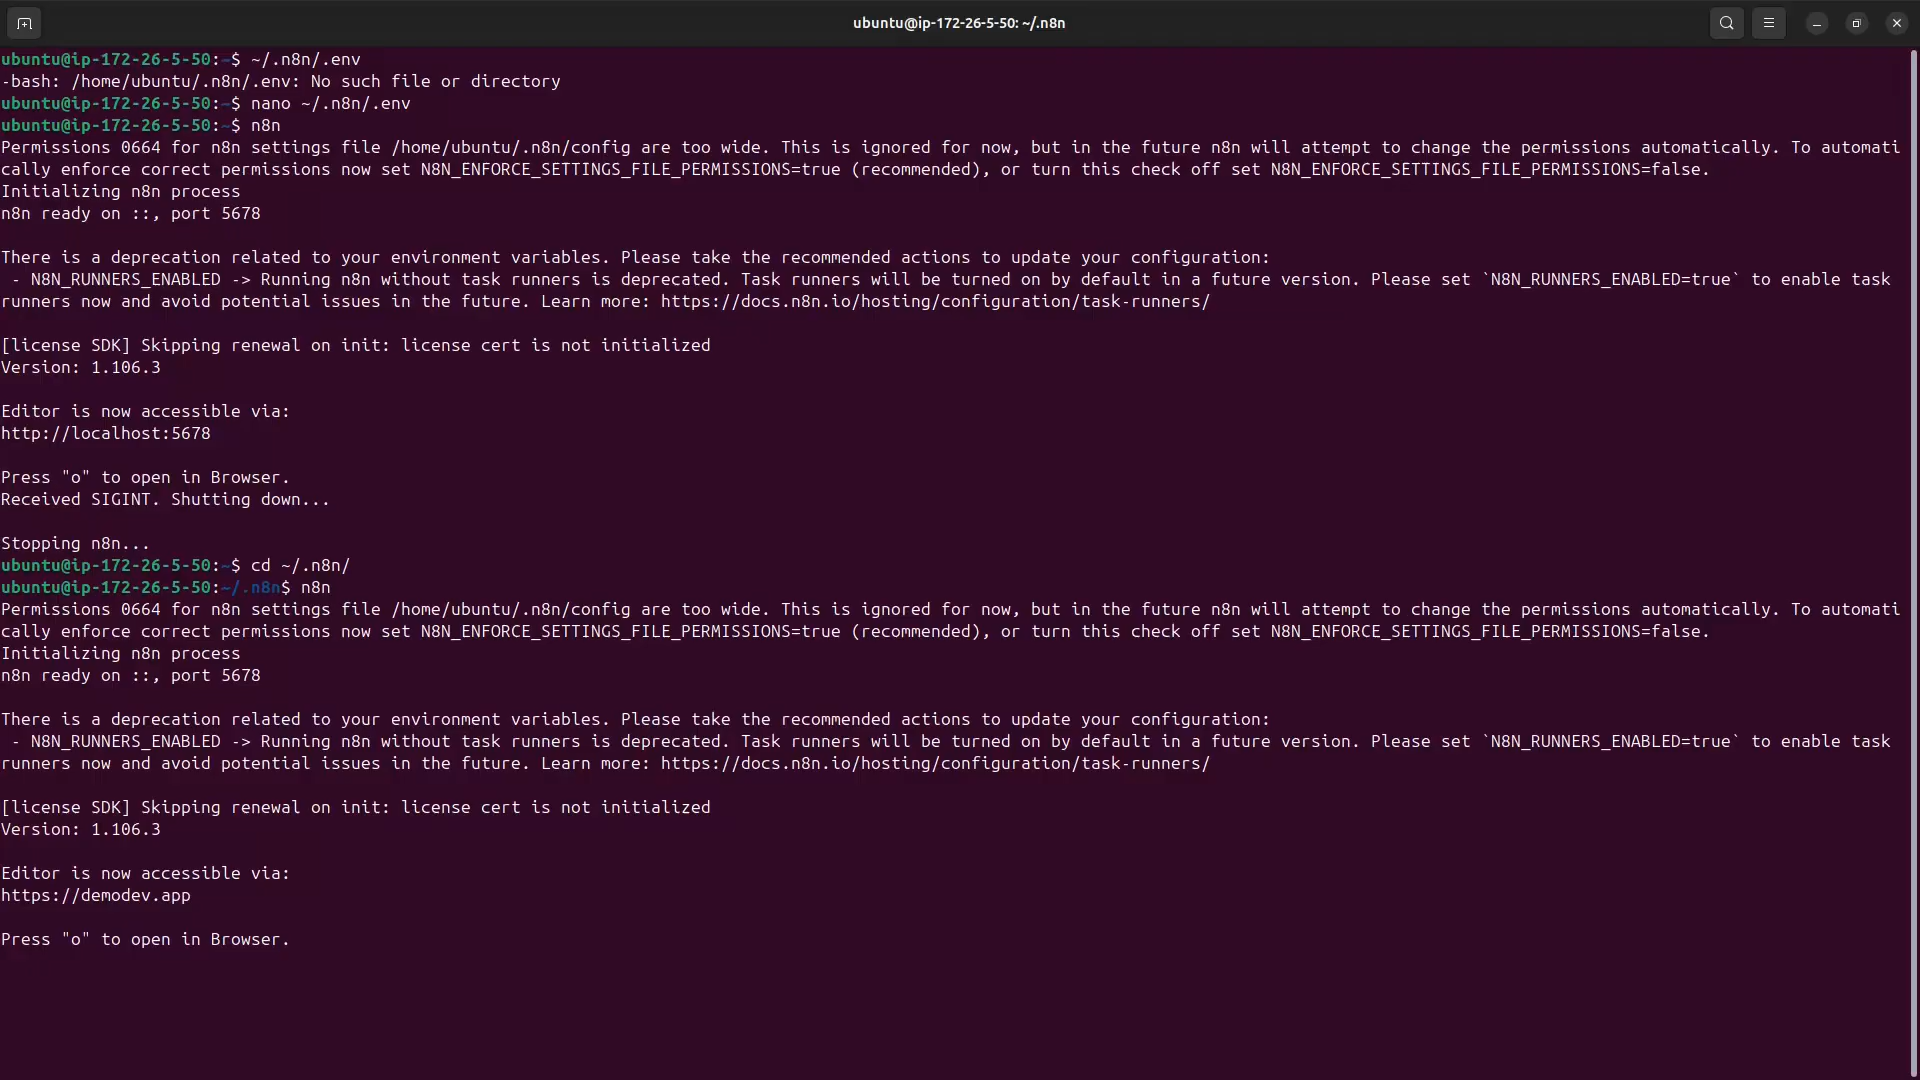 ubuntu@ip-172-26-5-50: ~/.n8n
ubuntu@ip-172-26-5-50:~$ ~/.n8n/.env
-bash: /home/ubuntu/.n8n/.env: No such file or directory
ubuntu@ip-172-26-5-50:~$ nano ~/.n8n/.env
ubuntu@ip-172-26-5-50:~$ n8n
Permissions 0664 for n8n settings file /home/ubuntu/.n8n/config are too wide. This is ignored for now, but in the future n8n will attempt to change the permissions automatically. To automati
cally enforce correct permissions now set N8N_ENFORCE_SETTINGS_FILE_PERMISSIONS=true (recommended), or turn this check off set N8N_ENFORCE_SETTINGS_FILE_PERMISSIONS=false.
Initializing n8n process
n8n ready on ::, port 5678
There is a deprecation related to your environment variables. Please take the recommended actions to update your configuration:
 - N8N_RUNNERS_ENABLED -> Running n8n without task runners is deprecated. Task runners will be turned on by default in a future version. Please set `N8N_RUNNERS_ENABLED=true` to enable task
runners now and avoid potential issues in the future. Learn more: https://docs.n8n.io/hosting/configuration/task-runners/
[license SDK] Skipping renewal on init: license cert is not initialized
Version: 1.106.3
Editor is now accessible via:
http://localhost:5678
Press "o" to open in Browser.
Received SIGINT. Shutting down...
Stopping n8n...
ubuntu@ip-172-26-5-50:~$ cd ~/.n8n/
ubuntu@ip-172-26-5-50:~/.n8n$ n8n
Permissions 0664 for n8n settings file /home/ubuntu/.n8n/config are too wide. This is ignored for now, but in the future n8n will attempt to change the permissions automatically. To automati
cally enforce correct permissions now set N8N_ENFORCE_SETTINGS_FILE_PERMISSIONS=true (recommended), or turn this check off set N8N_ENFORCE_SETTINGS_FILE_PERMISSIONS=false.
Initializing n8n process
n8n ready on ::, port 5678
There is a deprecation related to your environment variables. Please take the recommended actions to update your configuration:
 - N8N_RUNNERS_ENABLED -> Running n8n without task runners is deprecated. Task runners will be turned on by default in a future version. Please set `N8N_RUNNERS_ENABLED=true` to enable task
runners now and avoid potential issues in the future. Learn more: https://docs.n8n.io/hosting/configuration/task-runners/
[license SDK] Skipping renewal on init: license cert is not initialized
Version: 1.106.3
Editor is now accessible via:
https://demodev.app
Press "o" to open in Browser.